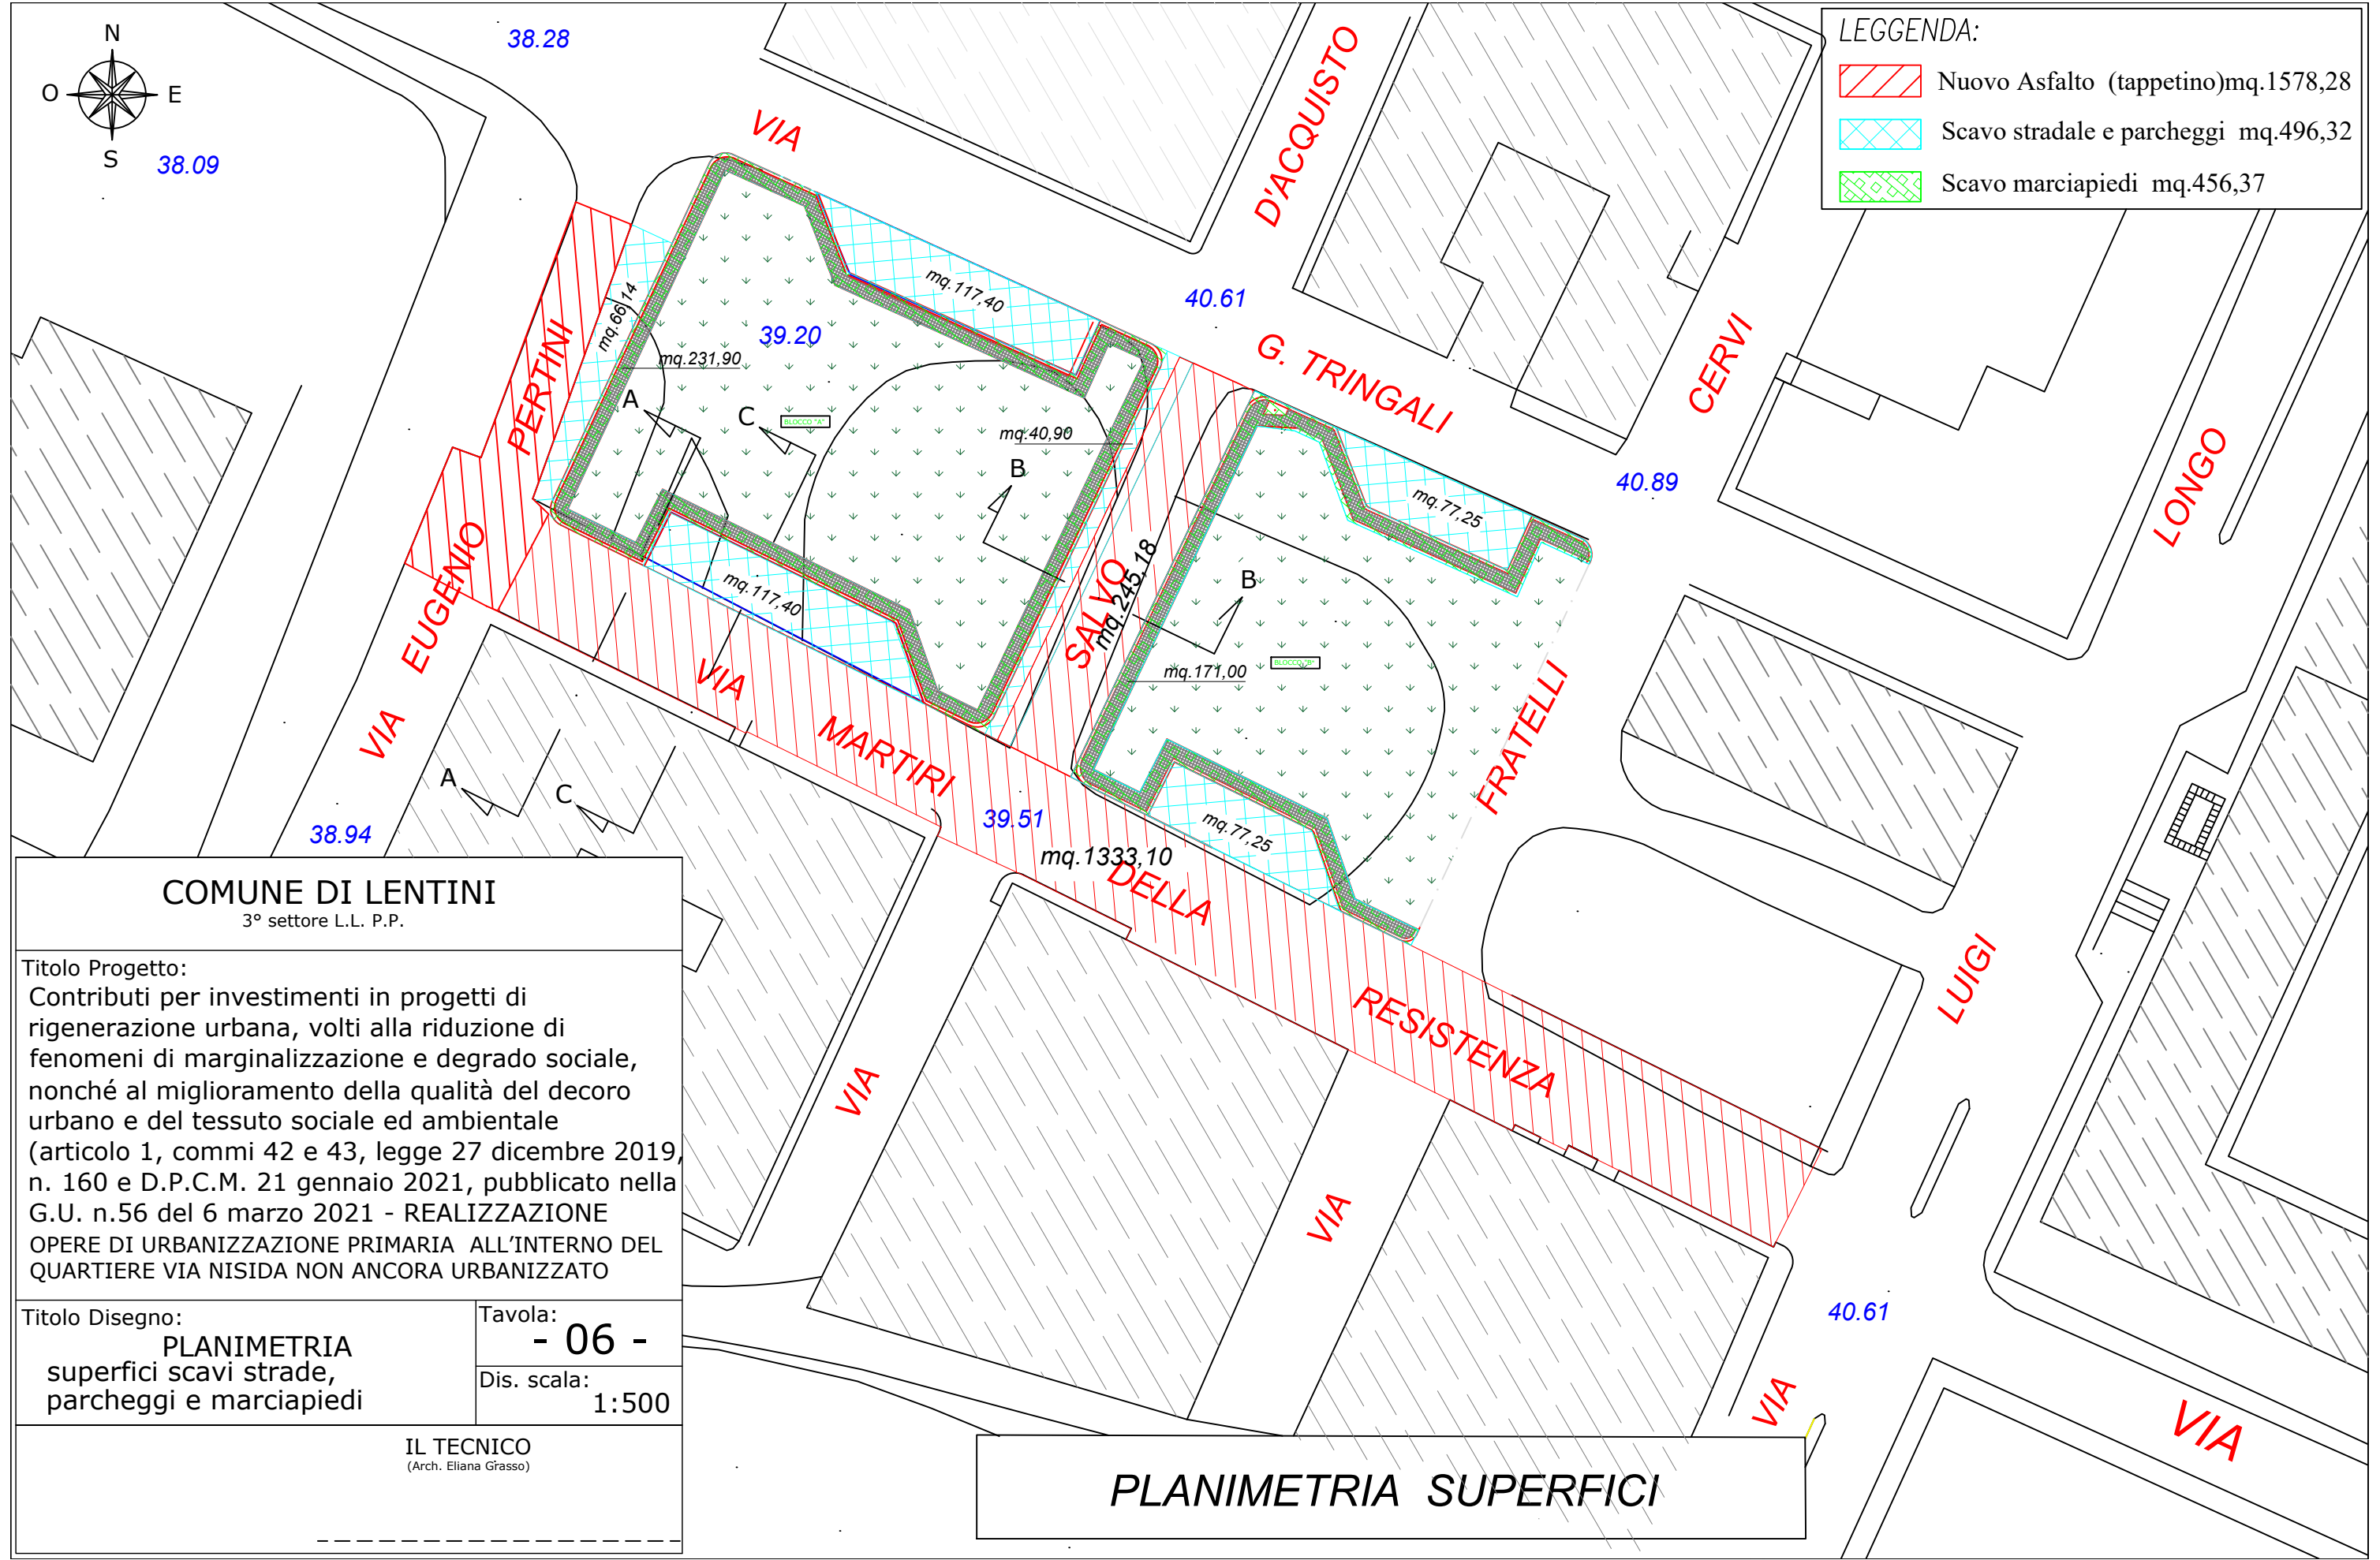 N
O
E
S
38.28
38.09
LEGGENDA:
Nuovo Asfalto (tappetino)mq.1578,28
Scavo stradale e parcheggi mq.496,32
Scavo marciapiedi mq.456,37
VIA
D'ACQUISTO
G. TRINGALI
CERVI
LONGO
40.61
40.89
39.20
mq.117,40
mq.66,14
mq.231,90
mq.40,90
A
C
B
BLOCCO "A"
PERTINI
EUGENIO
VIA
mq.117,40
mq.77,25
SALVO
mq.245,18
B
mq.171,00
BLOCCO "B"
FRATELLI
VIA
MARTIRI
DELLA
RESISTENZA
39.51
mq.1333,10
mq.77,25
A
C
38.94
LUIGI
VIA
VIA
VIA
40.61
VIA
COMUNE DI LENTINI
3° settore L.L. P.P.
Titolo Progetto:
Contributi per investimenti in progetti di
rigenerazione urbana, volti alla riduzione di
fenomeni di marginalizzazione e degrado sociale,
nonché al miglioramento della qualità del decoro
urbano e del tessuto sociale ed ambientale
(articolo 1, commi 42 e 43, legge 27 dicembre 2019,
n. 160 e D.P.C.M. 21 gennaio 2021, pubblicato nella
G.U. n.56 del 6 marzo 2021 - REALIZZAZIONE
OPERE DI URBANIZZAZIONE PRIMARIA ALL'INTERNO DEL
QUARTIERE VIA NISIDA NON ANCORA URBANIZZATO
Titolo Disegno:
PLANIMETRIA
superfici scavi strade,
parcheggi e marciapiedi
Tavola:
- 06 -
Dis. scala:
1:500
IL TECNICO
(Arch. Eliana Grasso)
PLANIMETRIA SUPERFICI